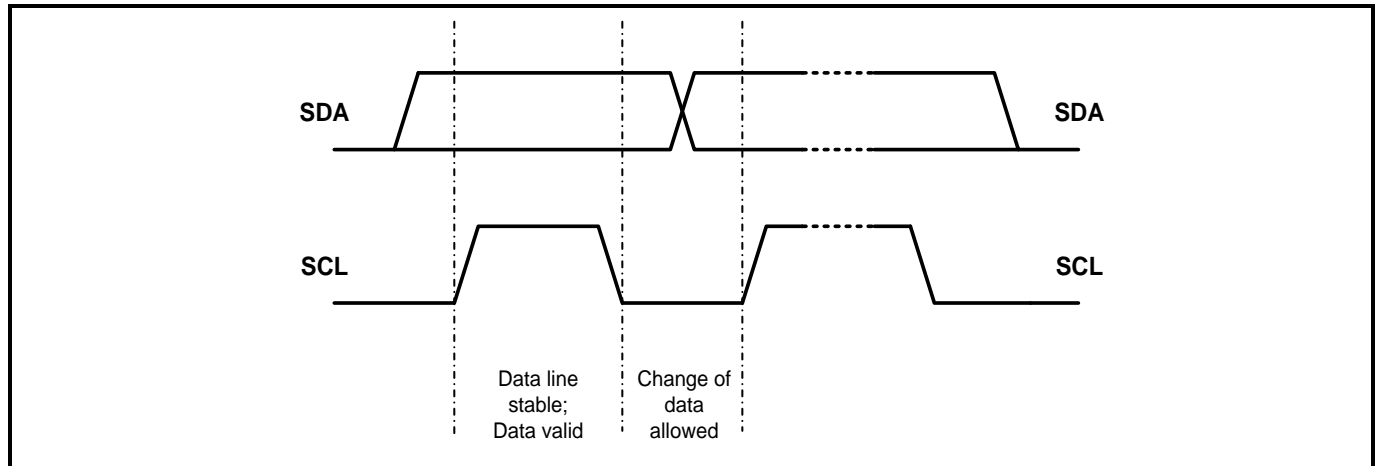 SDA
SDA
SCL
SCL
Data line
stable;
Data valid
Change of
data
allowed